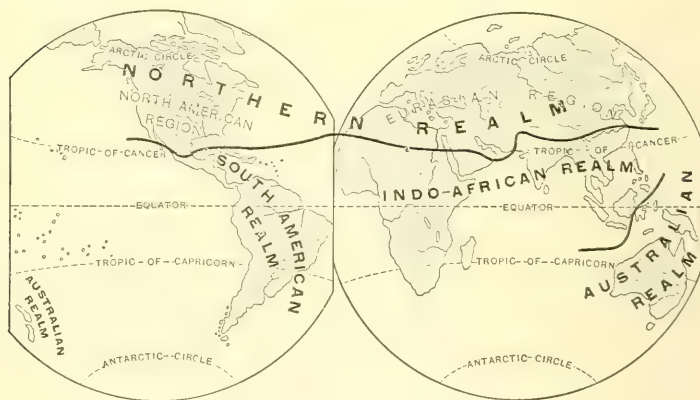 ARCTIC CIRCLE
NORTHERN REALM
NORTH AMERICAN
REGION
TROPIC-OF-CANCER
SOUTH AMERICAN
REALM
EQUATOR
TROPIC-OF-CAPRICORN
AUSTRALIAN
REALM
ANTARCTIC-CIRCLE
ARCTIC CIRCLE
EURASIAN REGION
TROPIC OF CANCER
INDO-AFRICAN REALM
EQUATOR
TROPIC-OF-CAPRICORN
AUSTRALIAN
AUSTRALIAN
REALM
ANTARCTIC-CIRCLE